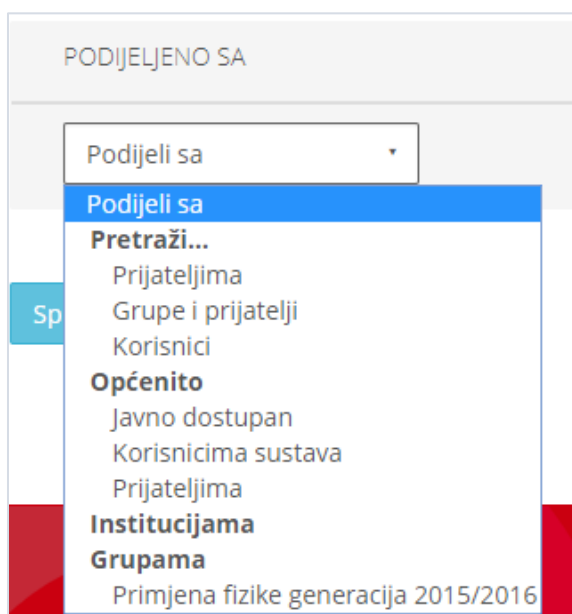 PODIJELJENO SA
Podijeli sa
Podijeli sa
Pretraži...
Prijateljima
Grupe i prijatelji
Sp
Korisnici
Općenito
Javno dostupan
Korisnicima sustava
Prijateljima
Institucijama
Grupama
Primjena fizike generacija 2015/2016